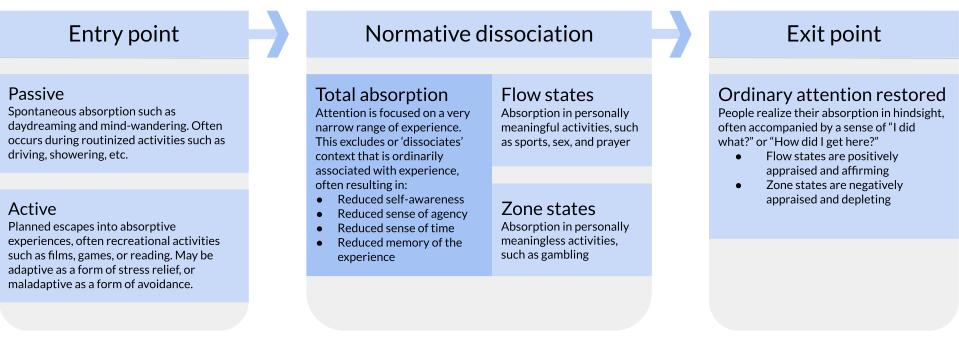 Entry point
Passive
Spontaneous absorption such as
daydreaming and mind-wandering. Often
occurs during routinized activities such as
driving, showering, etc.
Active
Planned escapes into absorptive
experiences, often recreational activities
such as films, games, or reading. May be
adaptive as a form of stress relief, or
maladaptive as a form of avoidance.
Normative dissociation
Total absorption
Attention is focused on a very
narrow range of experience.
This excludes or ‘dissociates’
context that is ordinarily
associated with experience,
often resulting in:
● Reduced self-awareness
● Reduced sense of agency
● Reduced sense of time
● Reduced memory of the
experience
Flow states
Absorption in personally
meaningful activities, such
as sports, sex, and prayer
Zone states
Absorption in personally
meaningless activities,
such as gambling
Exit point
Ordinary attention restored
People realize their absorption in hindsight,
often accompanied by a sense of “I did
what?” or “How did I get here?”
● Flow states are positively
appraised and affirming
● Zone states are negatively
appraised and depleting